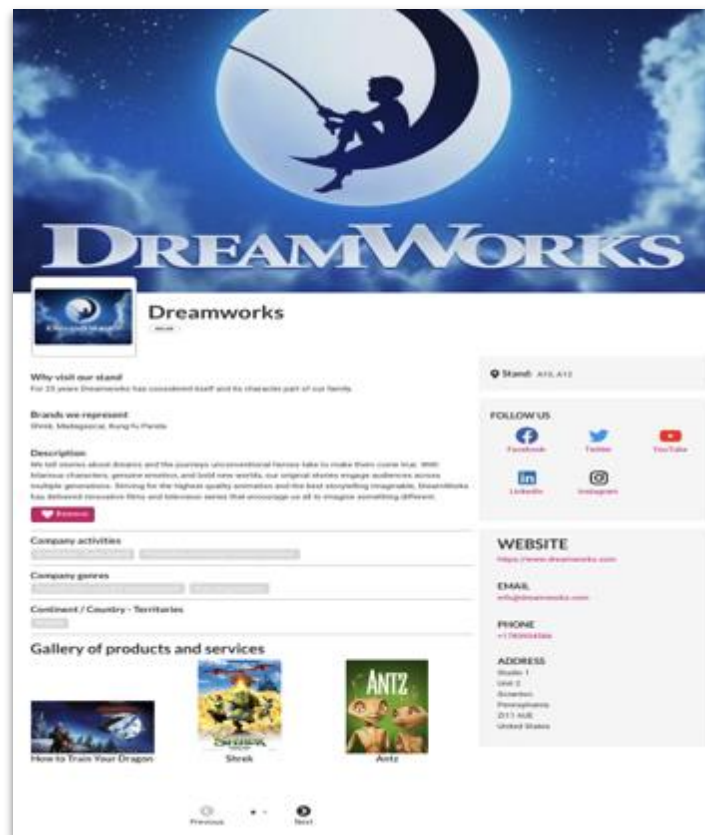 DREAMWORKS
Dreamworks
Why visit our stand
For 25 years Dreamworks has considered itself and its character part of our family.
Brands we represent
Shrek, Madagascar, Kung Fu Panda
Description
We tell stories about dreams and the journeys unconventional heroes take to make them come true. With
hilarious characters, genuine emotion, and bold new worlds, our original stories engage audiences across
multiple generations. Striving for the highest quality animation and the best storytelling imaginable, DreamWorks
has delivered innovative films and television series that encourage us all to imagine something different.
Remove
Company activities
Company genres
Continent / Country - Territories
Gallery of products and services
ANTZ
How to Train Your Dragon
Shrek
Antz
Previous
Next
Stand: A10, A12
FOLLOW US
Facebook
Twitter
YouTube
LinkedIn
Instagram
WEBSITE
https://www.dreamworks.com
EMAIL
info@dreamworks.com
PHONE
ADDRESS
Studio 1
Unit 2
Scranton
Pennsylvania
United States